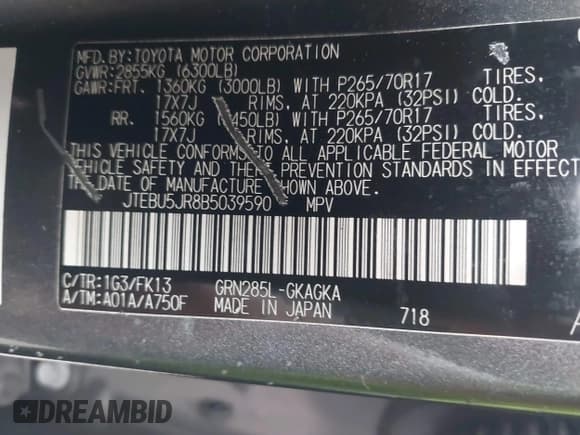 MFD. BY: TOYOTA MOTOR CORPORATION
GVWR: 2855KG (6300LB)
GAWR: FRT. 1360KG (3000LB) WITH P265/70R17 TIRES,
17X7J RIMS, AT 220KPA (32PSI) COLD.
RR. 1560KG 450LB) WITH P265/70R17 TIRES,
17X7J RIMS, AT 220KPA (32PSI) COLD.
THIS VEHICLE CONFORMS TO ALL APPLICABLE FEDERAL MOTOR
VEHICLE SAFETY AND THEFT PREVENTION STANDARDS IN EFFECT
THE DATE OF MANUFACTURE SHOWN ABOVE.
JTEBU5JR8B5039590 MPV
C/TR: 1G3/FK13 GRN285L-GKAGKA
A/TM: A01A/A750F MADE IN JAPAN 718
DREAMBID